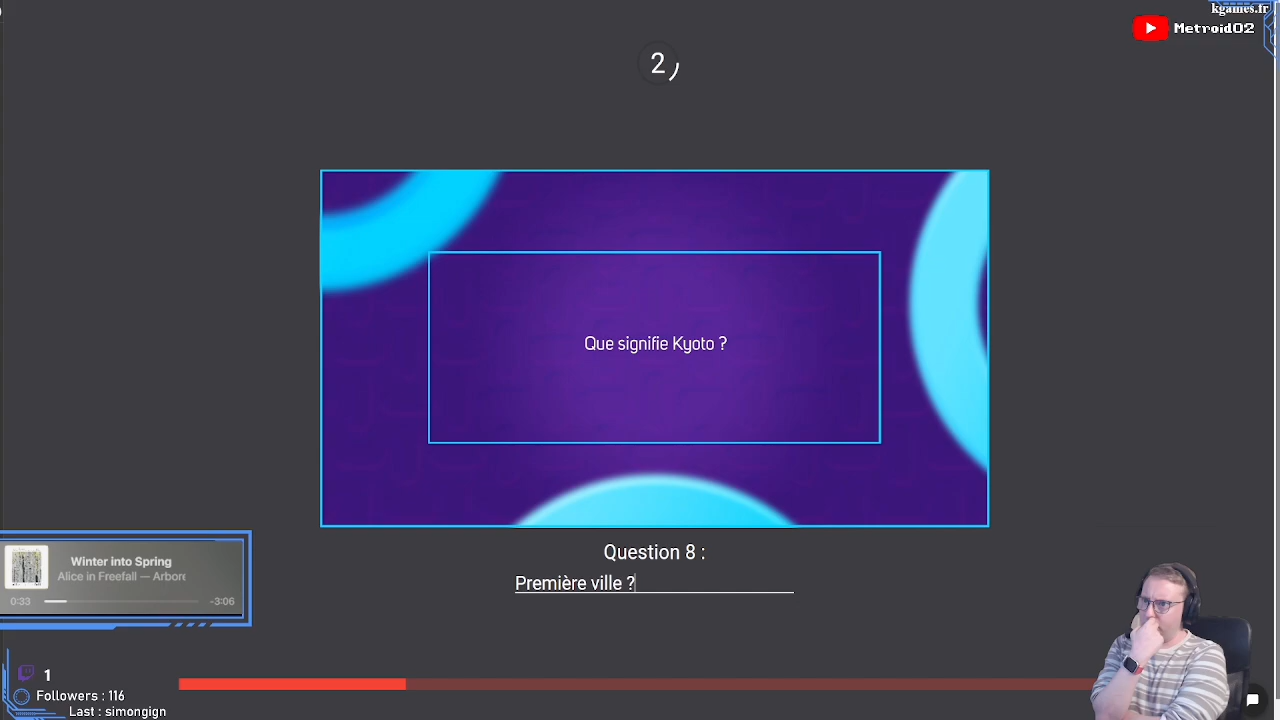 kgames.fr
Metroid02
2
Que signifie Kyoto ?
Question 8 :
Première ville ?
Winter into Spring
Alice in Freefall — Arbore
0:33
-3:06
1
Followers : 116
Last : simongign